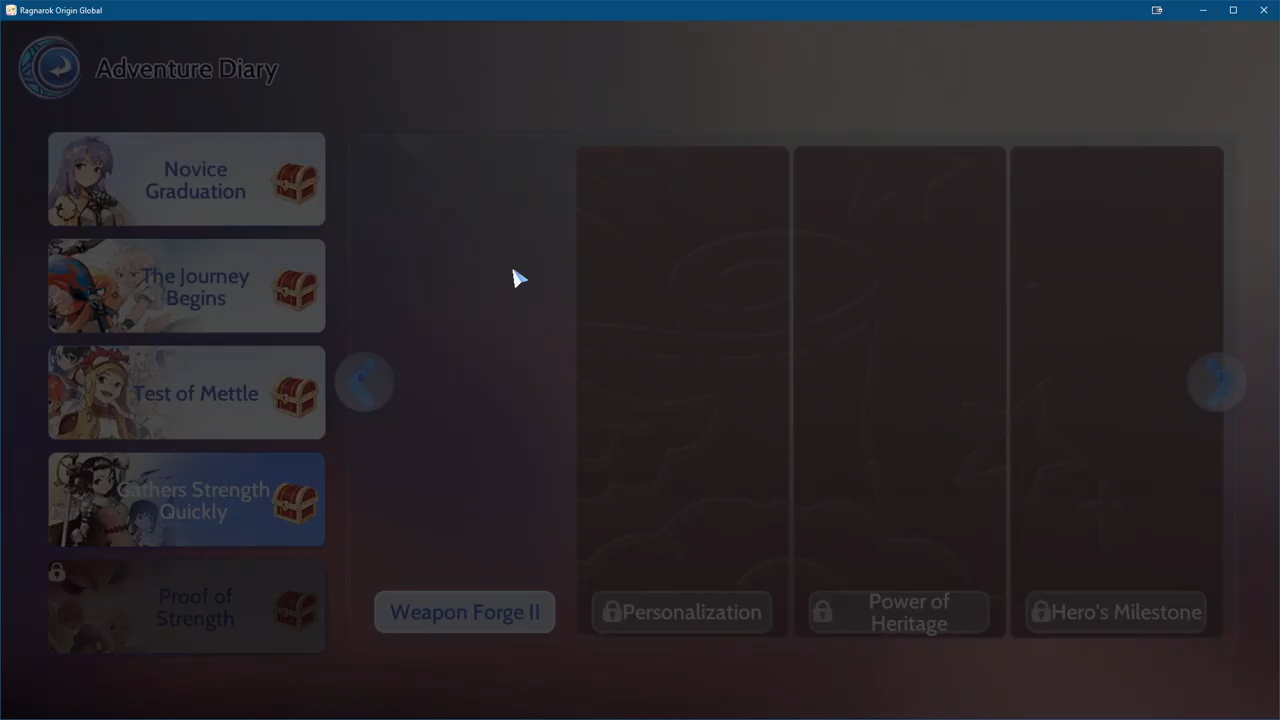 Ragnarok Origin Global
Adventure Diary
Novice
Graduation
The Journey
Begins
Test of Mettle
Gathers Strength
Quickly
Proof of
Strength
Weapon Forge II
Personalization
Power of
Heritage
Hero's Milestone